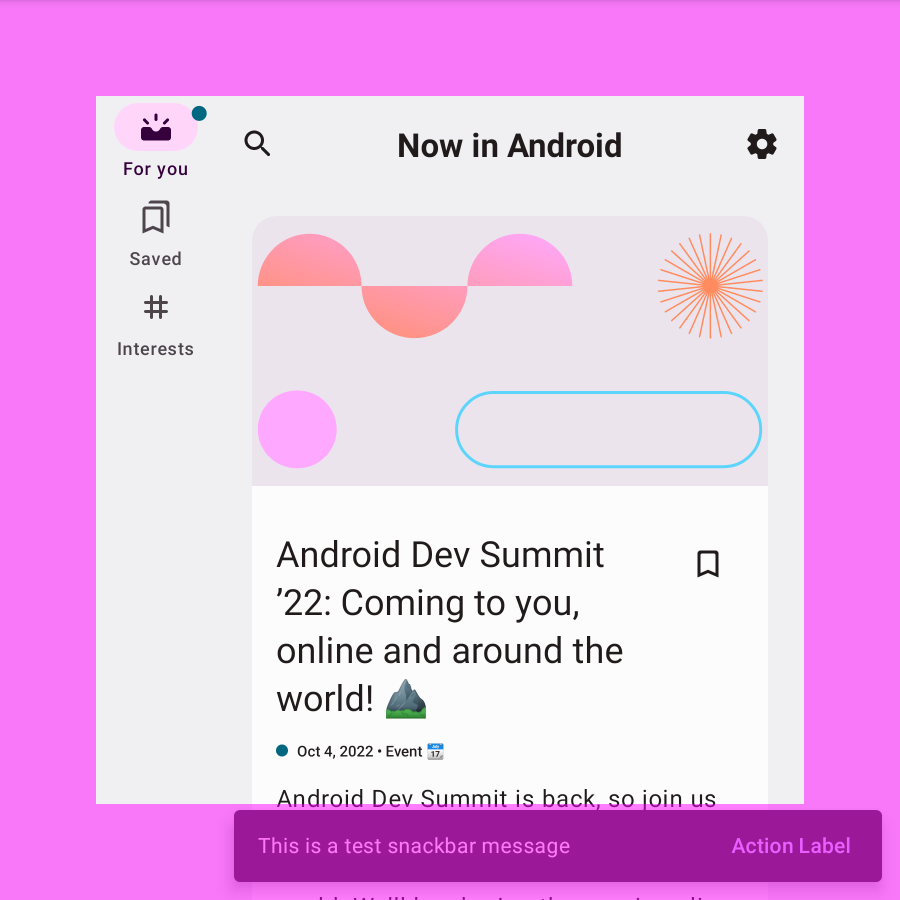 For you
Saved
Interests
Now in Android
Android Dev Summit
’22: Coming to you,
online and around the
world! ⛰️
Oct 4, 2022 • Event 📆
Android Dev Summit is back, so join us
This is a test snackbar message
Action Label